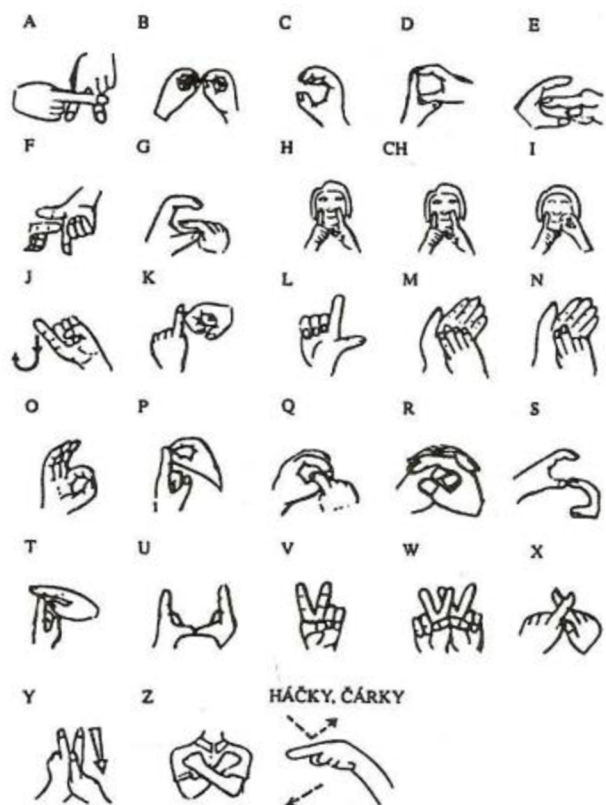 A B C D E
F G H CH I
J K L M N
O P Q R S
T U V W X
Y Z HÁČKY, ČÁRKY